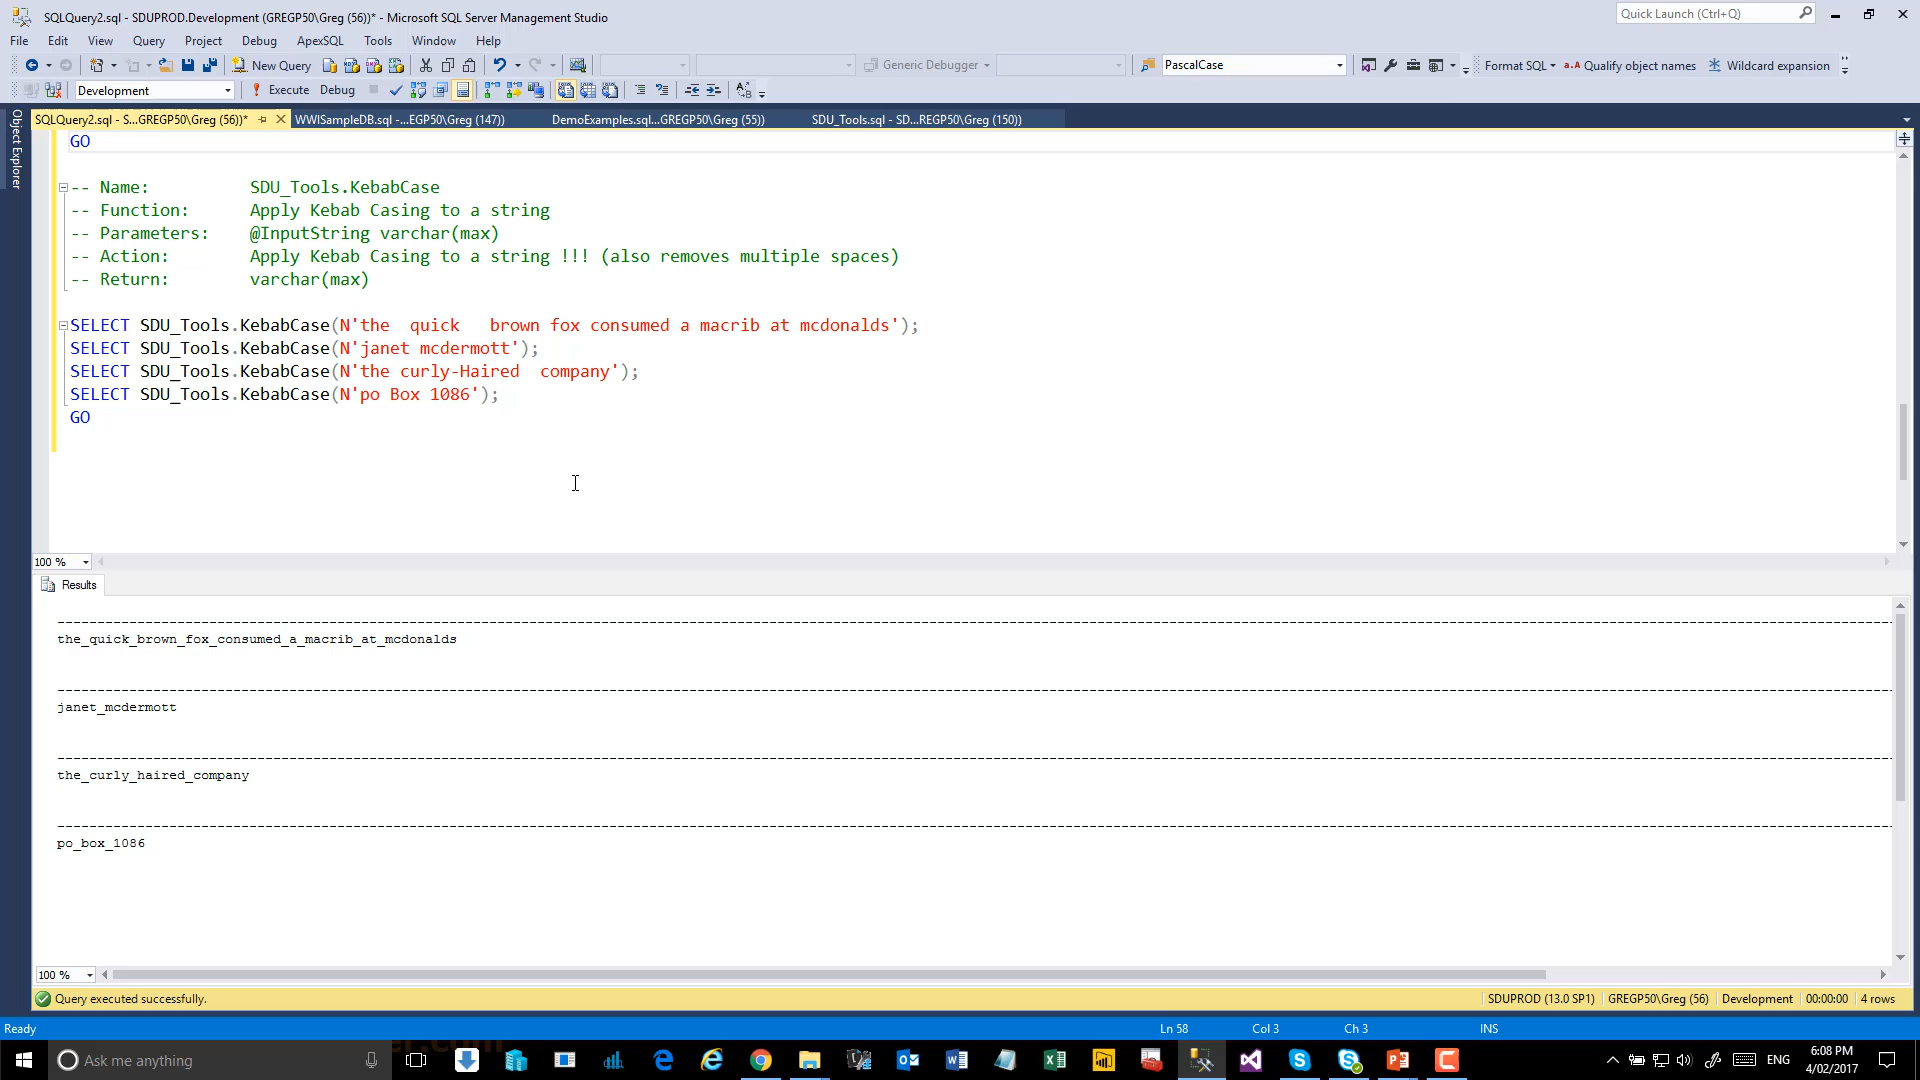 SQLQuery2.sql - SDUPROD.Development (GREGP50\Greg (56))* - Microsoft SQL Server Management Studio
Quick Launch (Ctrl+Q)
File Edit View Query Project Debug ApexSQL Tools Window Help
New Query Generic Debugger PascalCase Format SQL a.A Qualify object names Wildcard expansion
Development Execute Debug
SQLQuery2.sql - S...GREGP50\Greg (56))* WWISampleDB.sql -...EGP50\Greg (147)) DemoExamples.sql...GREGP50\Greg (55)) SDU_Tools.sql - SD...REGP50\Greg (150))
Object Explorer
GO
-- Name: SDU_Tools.KebabCase
-- Function: Apply Kebab Casing to a string
-- Parameters: @InputString varchar(max)
-- Action: Apply Kebab Casing to a string !!! (also removes multiple spaces)
-- Return: varchar(max)
SELECT SDU_Tools.KebabCase(N'the  quick   brown fox consumed a macrib at mcdonalds');
SELECT SDU_Tools.KebabCase(N'janet mcdermott');
SELECT SDU_Tools.KebabCase(N'the curly-Haired  company');
SELECT SDU_Tools.KebabCase(N'po Box 1086');
GO
100 %
Results
the_quick_brown_fox_consumed_a_macrib_at_mcdonalds
janet_mcdermott
the_curly_haired_company
po_box_1086
100 %
Query executed successfully. SDUPROD (13.0 SP1) GREGP50\Greg (56) Development 00:00:00 4 rows
Ready Ln 58 Col 3 Ch 3 INS
Ask me anything ENG 6:08 PM
4/02/2017